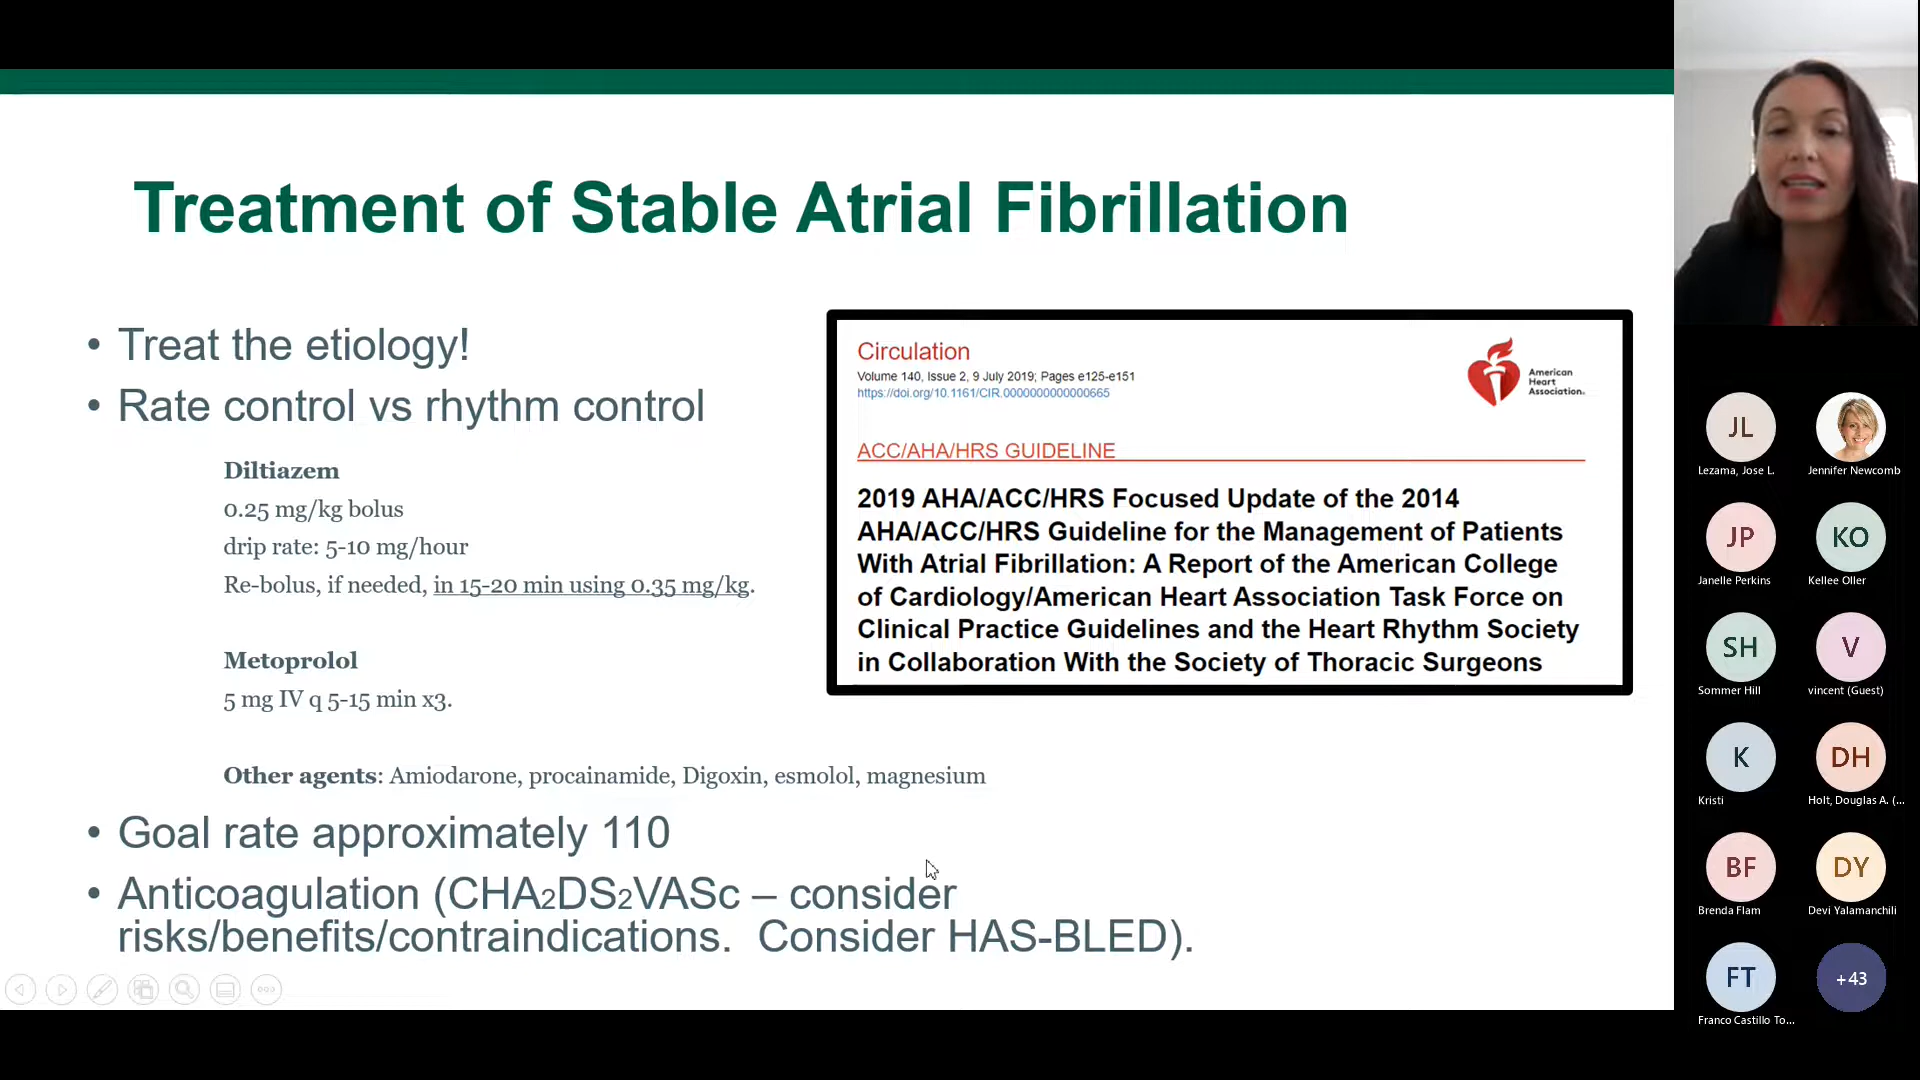 Treatment of Stable Atrial Fibrillation
• Treat the etiology!
• Rate control vs rhythm control
Diltiazem
0.25 mg/kg bolus
drip rate: 5-10 mg/hour
Re-bolus, if needed, in 15-20 min using 0.35 mg/kg.
Metoprolol
5 mg IV q 5-15 min x3.
Other agents: Amiodarone, procainamide, Digoxin, esmolol, magnesium
• Goal rate approximately 110
• Anticoagulation (CHA2DS2VASc – consider
risks/benefits/contraindications. Consider HAS-BLED).
Circulation
Volume 140, Issue 2, 9 July 2019; Pages e125-e151
https://doi.org/10.1161/CIR.0000000000000665
American
Heart
Association.
ACC/AHA/HRS GUIDELINE
2019 AHA/ACC/HRS Focused Update of the 2014
AHA/ACC/HRS Guideline for the Management of Patients
With Atrial Fibrillation: A Report of the American College
of Cardiology/American Heart Association Task Force on
Clinical Practice Guidelines and the Heart Rhythm Society
in Collaboration With the Society of Thoracic Surgeons
JL
Lezama, Jose L.
Jennifer Newcomb
JP
Janelle Perkins
KO
Kellee Oller
SH
Sommer Hill
V
vincent (Guest)
K
Kristi
DH
Holt, Douglas A. (...
BF
Brenda Flam
DY
Devi Yalamanchili
FT
Franco Castillo To...
+43